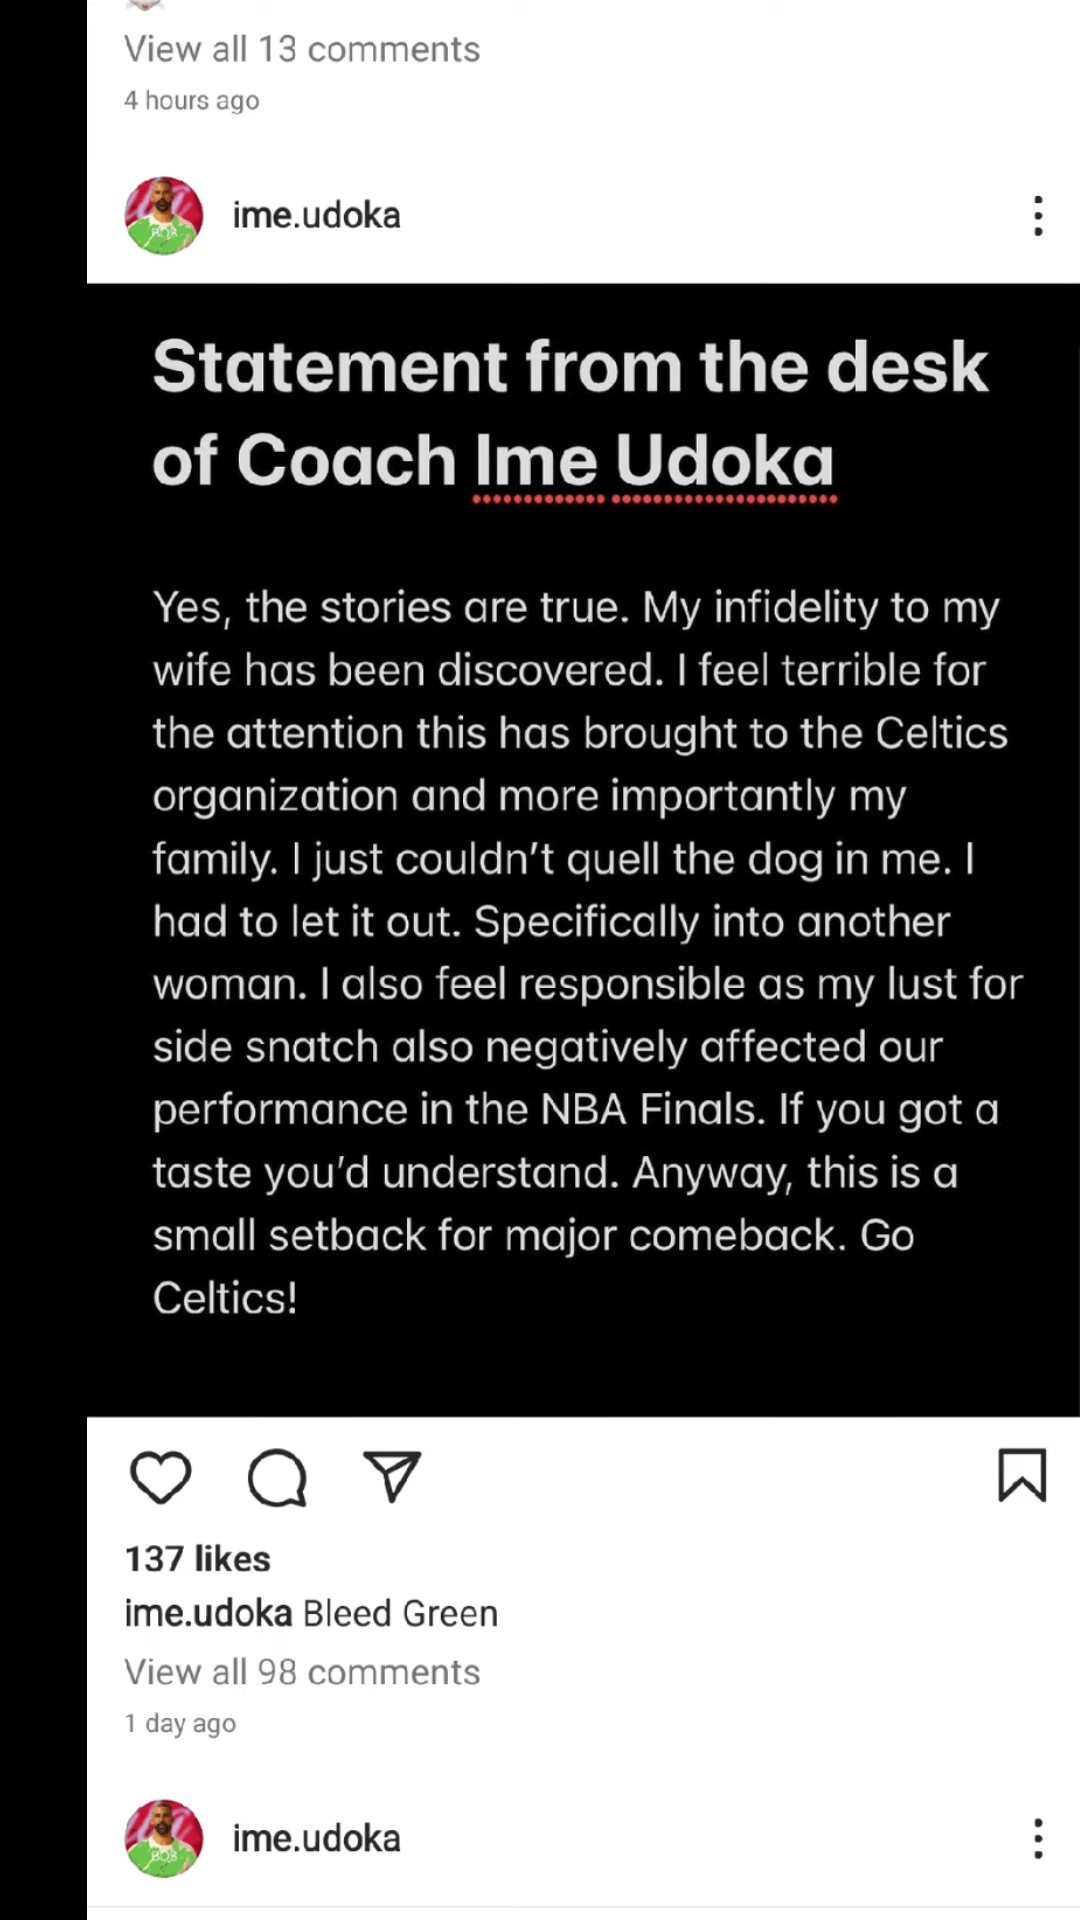 View all 13 comments
4 hours ago
ime.udoka
Statement from the desk
of Coach Ime Udoka
Yes, the stories are true. My infidelity to my
wife has been discovered. I feel terrible for
the attention this has brought to the Celtics
organization and more importantly my
family. I just couldn't quell the dog in me. I
had to let it out. Specifically into another
woman. I also feel responsible as my lust for
side snatch also negatively affected our
performance in the NBA Finals. If you got a
taste you'd understand. Anyway, this is a
small setback for major comeback. Go
Celtics!
137 likes
ime.udoka Bleed Green
View all 98 comments
1 day ago
ime.udoka